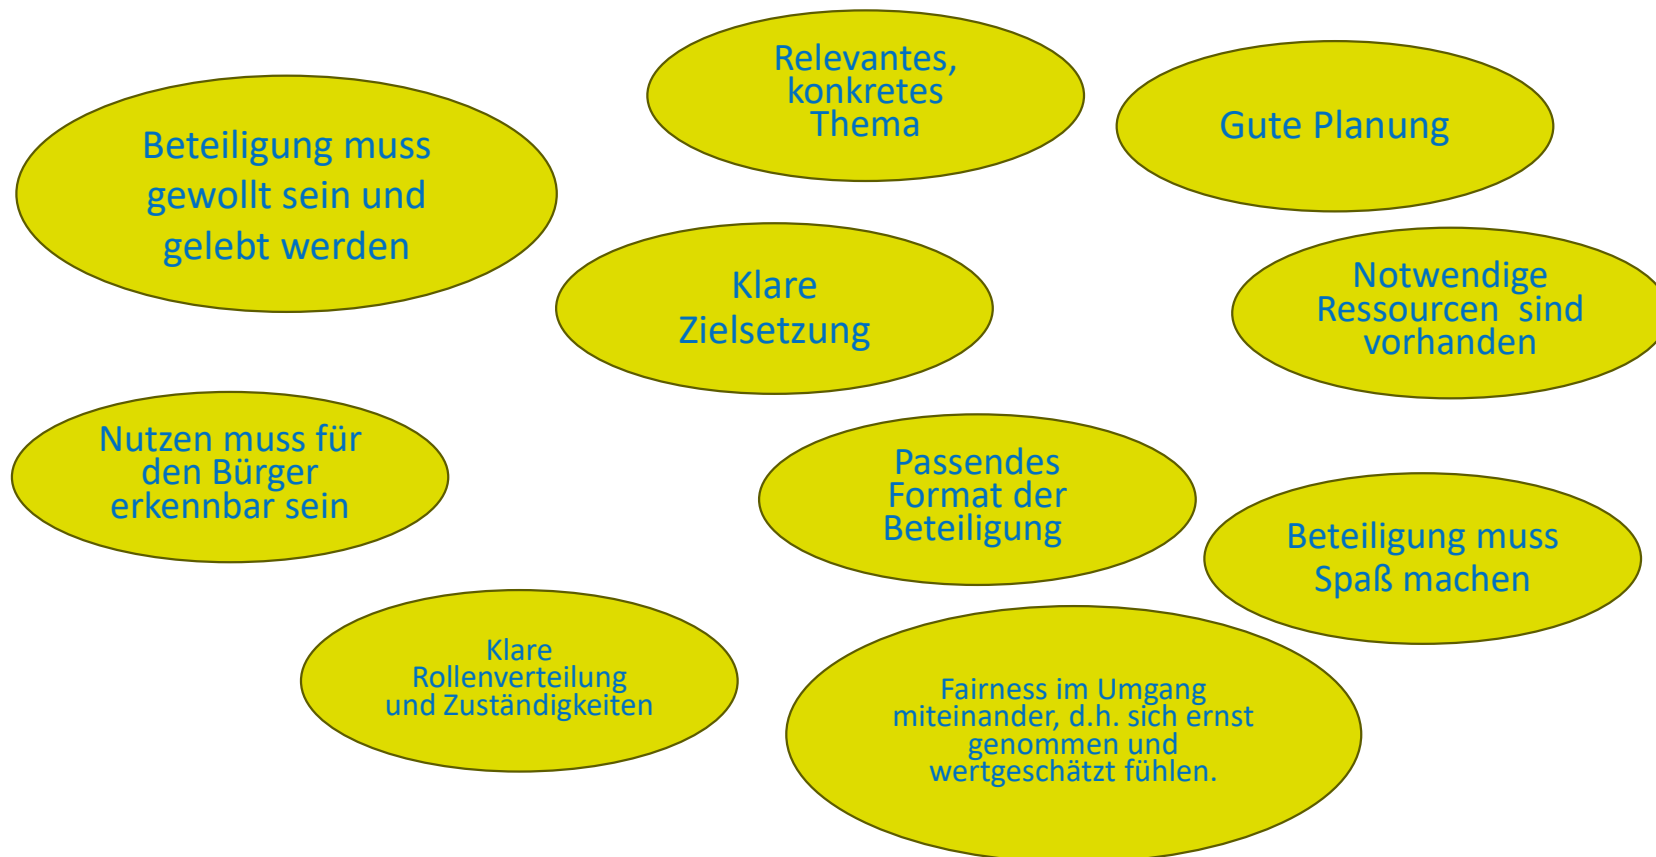 Relevantes,
konkretes
Thema
Gute Planung
Beteiligung muss
gewollt sein und
gelebt werden
Klare
Zielsetzung
Notwendige
Ressourcen  sind
vorhanden
Nutzen muss für
den Bürger
erkennbar sein
Passendes
Format der
Beteiligung
Beteiligung muss
Spaß machen
Klare
Rollenverteilung
und Zuständigkeiten
Fairness im Umgang
miteinander, d.h. sich ernst
genommen und
wertgeschätzt fühlen.